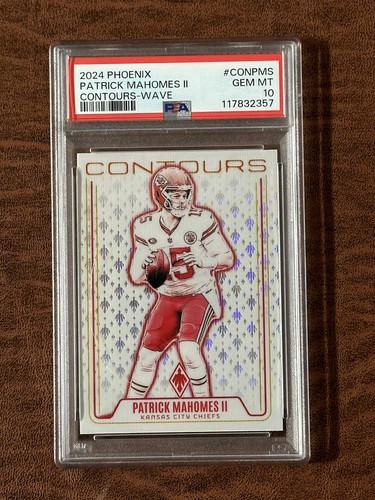 2024 PHOENIX #CONPMS
PATRICK MAHOMES II GEM MT
CONTOURS-WAVE 10
PSA 117832357
CONTOURS
15
15
PATRICK MAHOMES II
KANSAS CITY CHIEFS